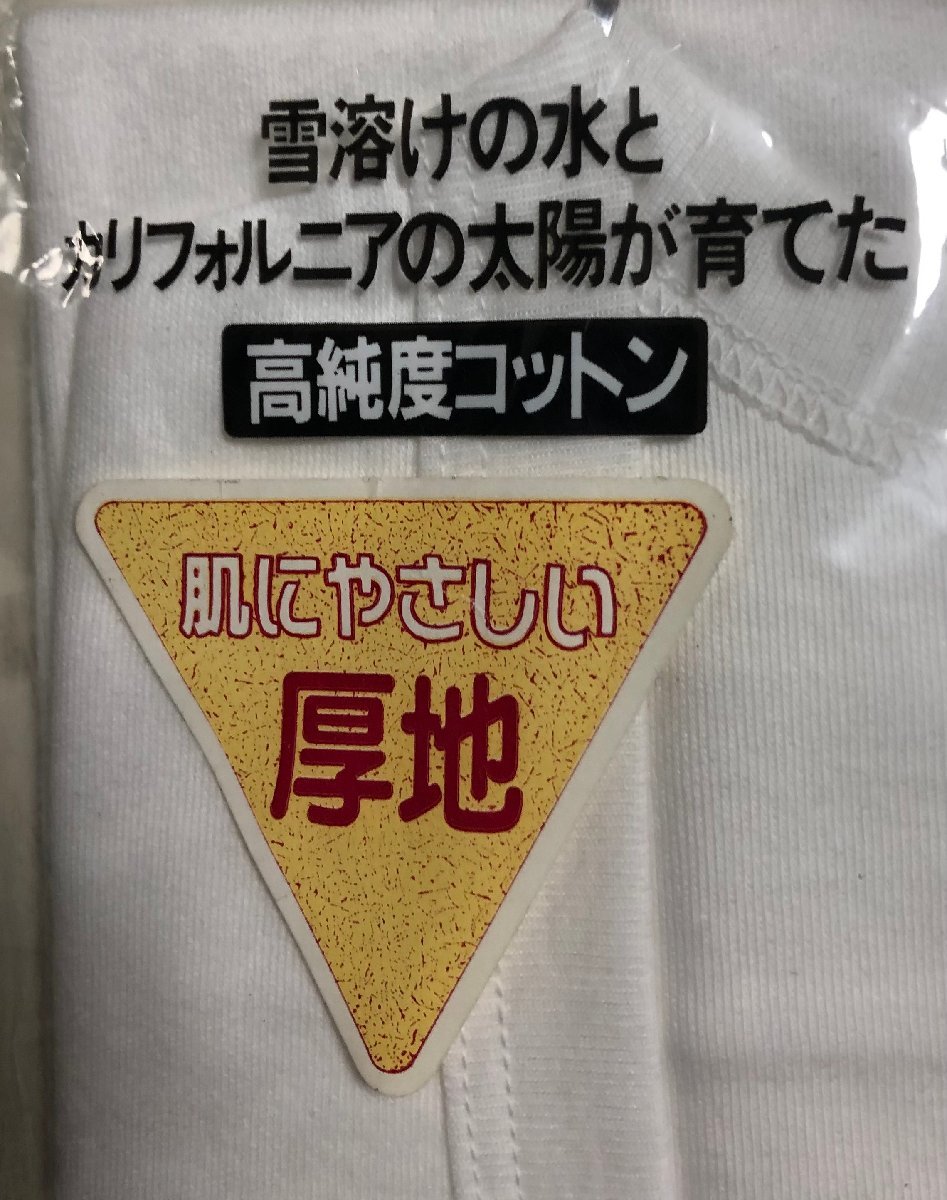 雪溶けの水と
カリフォルニアの太陽が育てた
高純度コットン
肌にやさしい
厚地